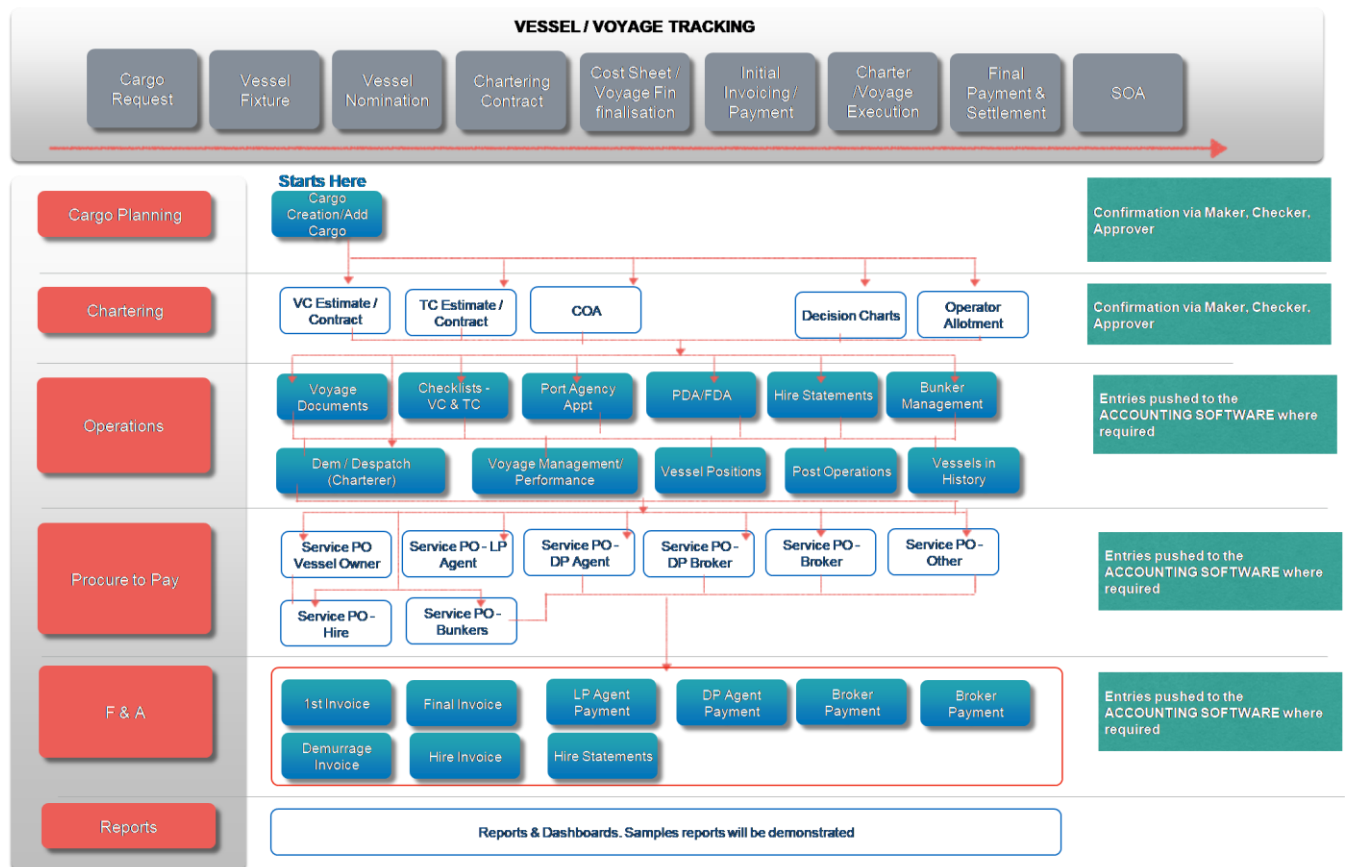 VESSEL / VOYAGE TRACKING
Cargo
Request
Vessel
Fixture
Vessel
Nomination
Chartering
Contract
Cost Sheet /
Voyage Fin
finalisation
Initial
Invoicing /
Payment
Charter
/Voyage
Execution
Final
Payment &
Settlement
SOA
Starts Here
Cargo Planning
Cargo
Creation/Add
Cargo
Confirmation via Maker, Checker,
Approver
Chartering
VC Estimate /
Contract
TC Estimate /
Contract
COA
Decision Charts
Operator
Allotment
Confirmation via Maker, Checker,
Approver
Operations
Voyage
Documents
Checklists -
VC & TC
Port Agency
Appt
PDA/FDA
Hire Statements
Bunker
Management
Dem / Despatch
(Charterer)
Voyage Management/
Performance
Vessel Positions
Post Operations
Vessels in
History
Entries pushed to the
ACCOUNTING SOFTWARE where
required
Procure to Pay
Service PO
Vessel Owner
Service PO - LP
Agent
Service PO -
DP Agent
Service PO -
DP Broker
Service PO -
Broker
Service PO -
Other
Service PO -
Hire
Service PO -
Bunkers
Entries pushed to the
ACCOUNTING SOFTWARE where
required
F & A
1st Invoice
Final Invoice
LP Agent
Payment
DP Agent
Payment
Broker
Payment
Broker
Payment
Demurrage
Invoice
Hire Invoice
Hire Statements
Entries pushed to the
ACCOUNTING SOFTWARE where
required
Reports
Reports & Dashboards. Samples reports will be demonstrated